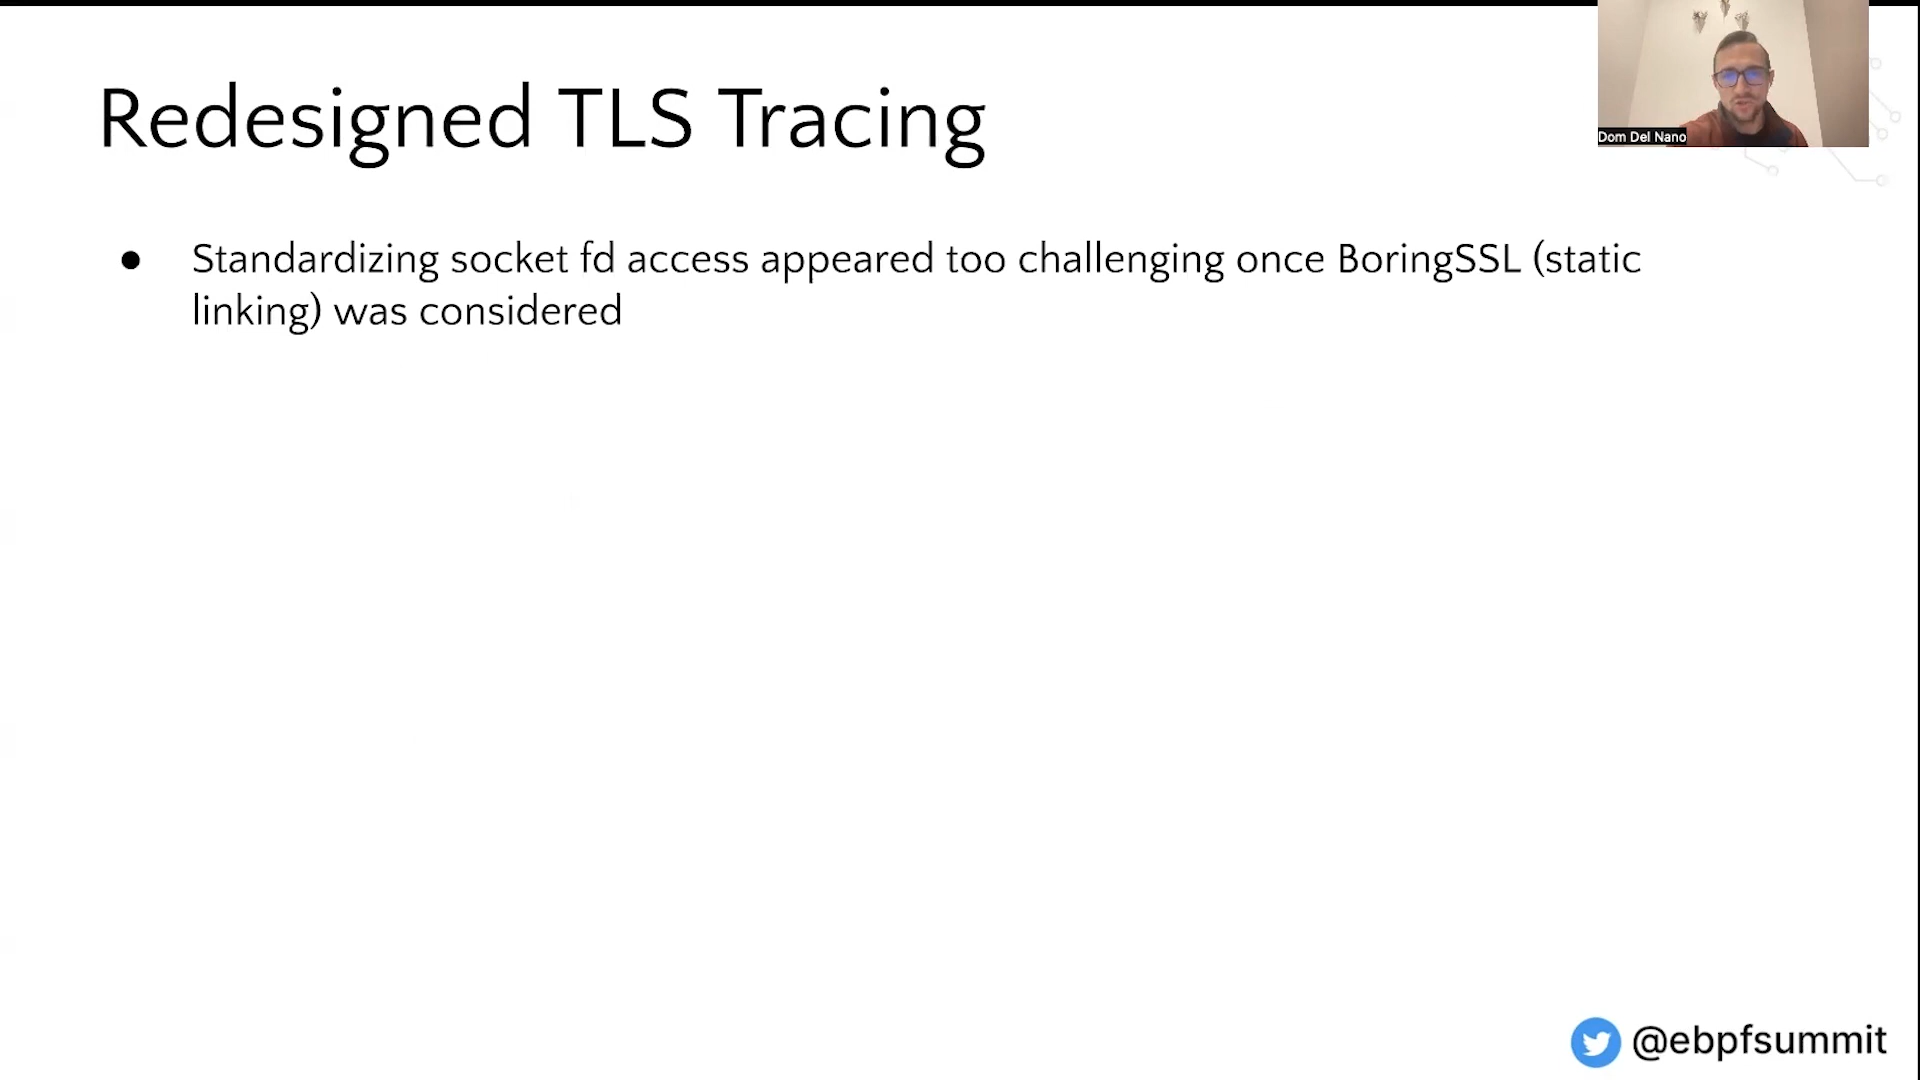 Redesigned TLS Tracing
Dom Del Nano
● Standardizing socket fd access appeared too challenging once BoringSSL (static
linking) was considered
@ebpfsummit